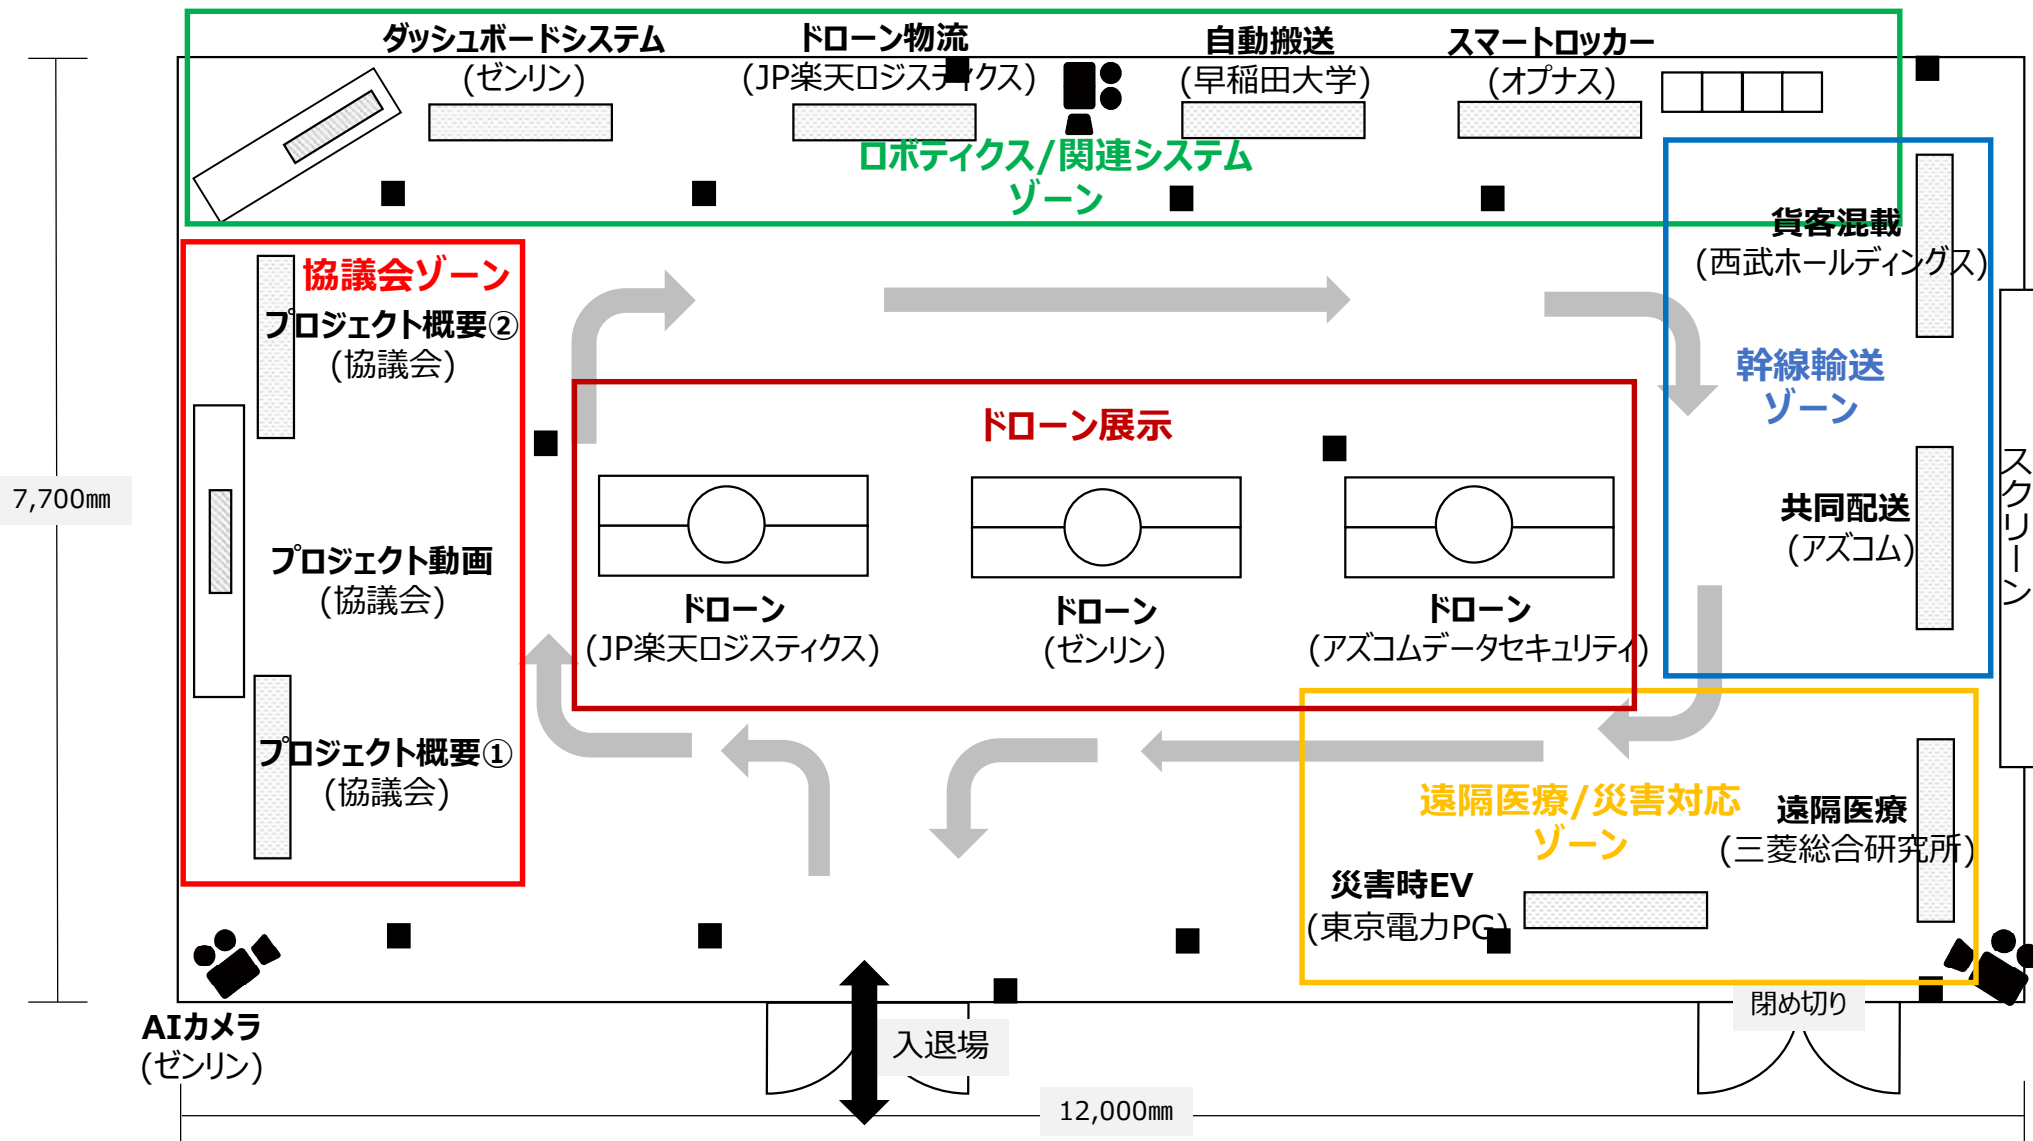 ダッシュボードシステム
(ゼンリン)
ドローン物流
(JP楽天ロジスティクス)
自動搬送
(早稲田大学)
スマートロッカー
(オプナス)
ロボティクス/関連システム
ゾーン
協議会ゾーン
プロジェクト概要②
(協議会)
プロジェクト動画
(協議会)
プロジェクト概要①
(協議会)
ドローン展示
ドローン
(JP楽天ロジスティクス)
ドローン
(ゼンリン)
ドローン
(アズコムデータセキュリティ)
貨客混載
(西武ホールディングス)
幹線輸送
ゾーン
共同配送
(アズコム)
スクリーン
遠隔医療/災害対応
ゾーン
遠隔医療
(三菱総合研究所)
災害時EV
(東京電力PG)
7,700㎜
AIカメラ
(ゼンリン)
入退場
閉め切り
12,000㎜